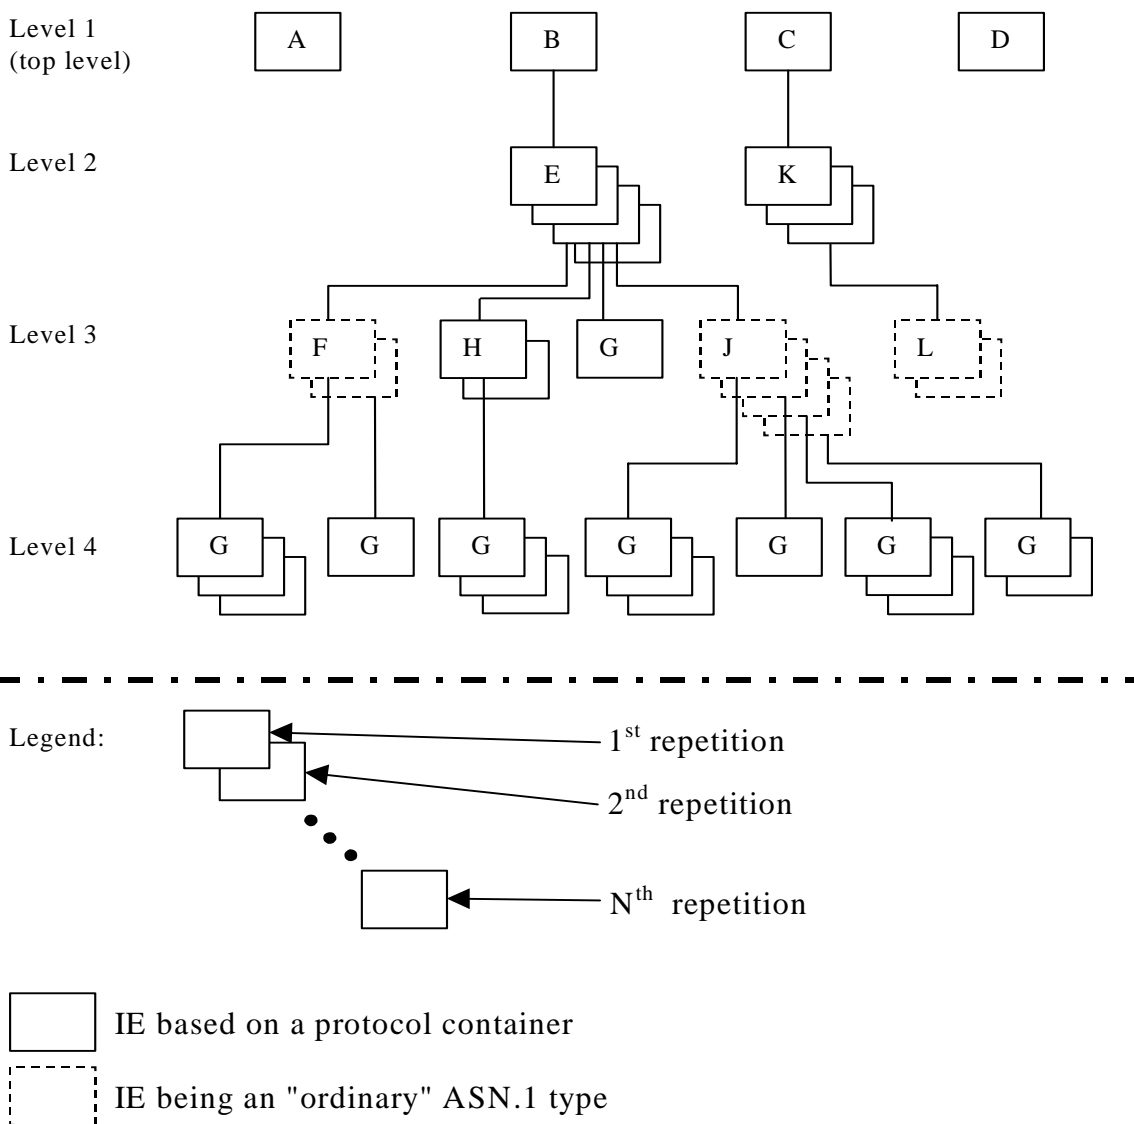 Level 1
(top level)
A B C D
Level 2
E K
Level 3
F H G J L
Level 4
G G G G G G G
Legend:
1st repetition
2nd repetition
Nth repetition
IE based on a protocol container
IE being an "ordinary" ASN.1 type